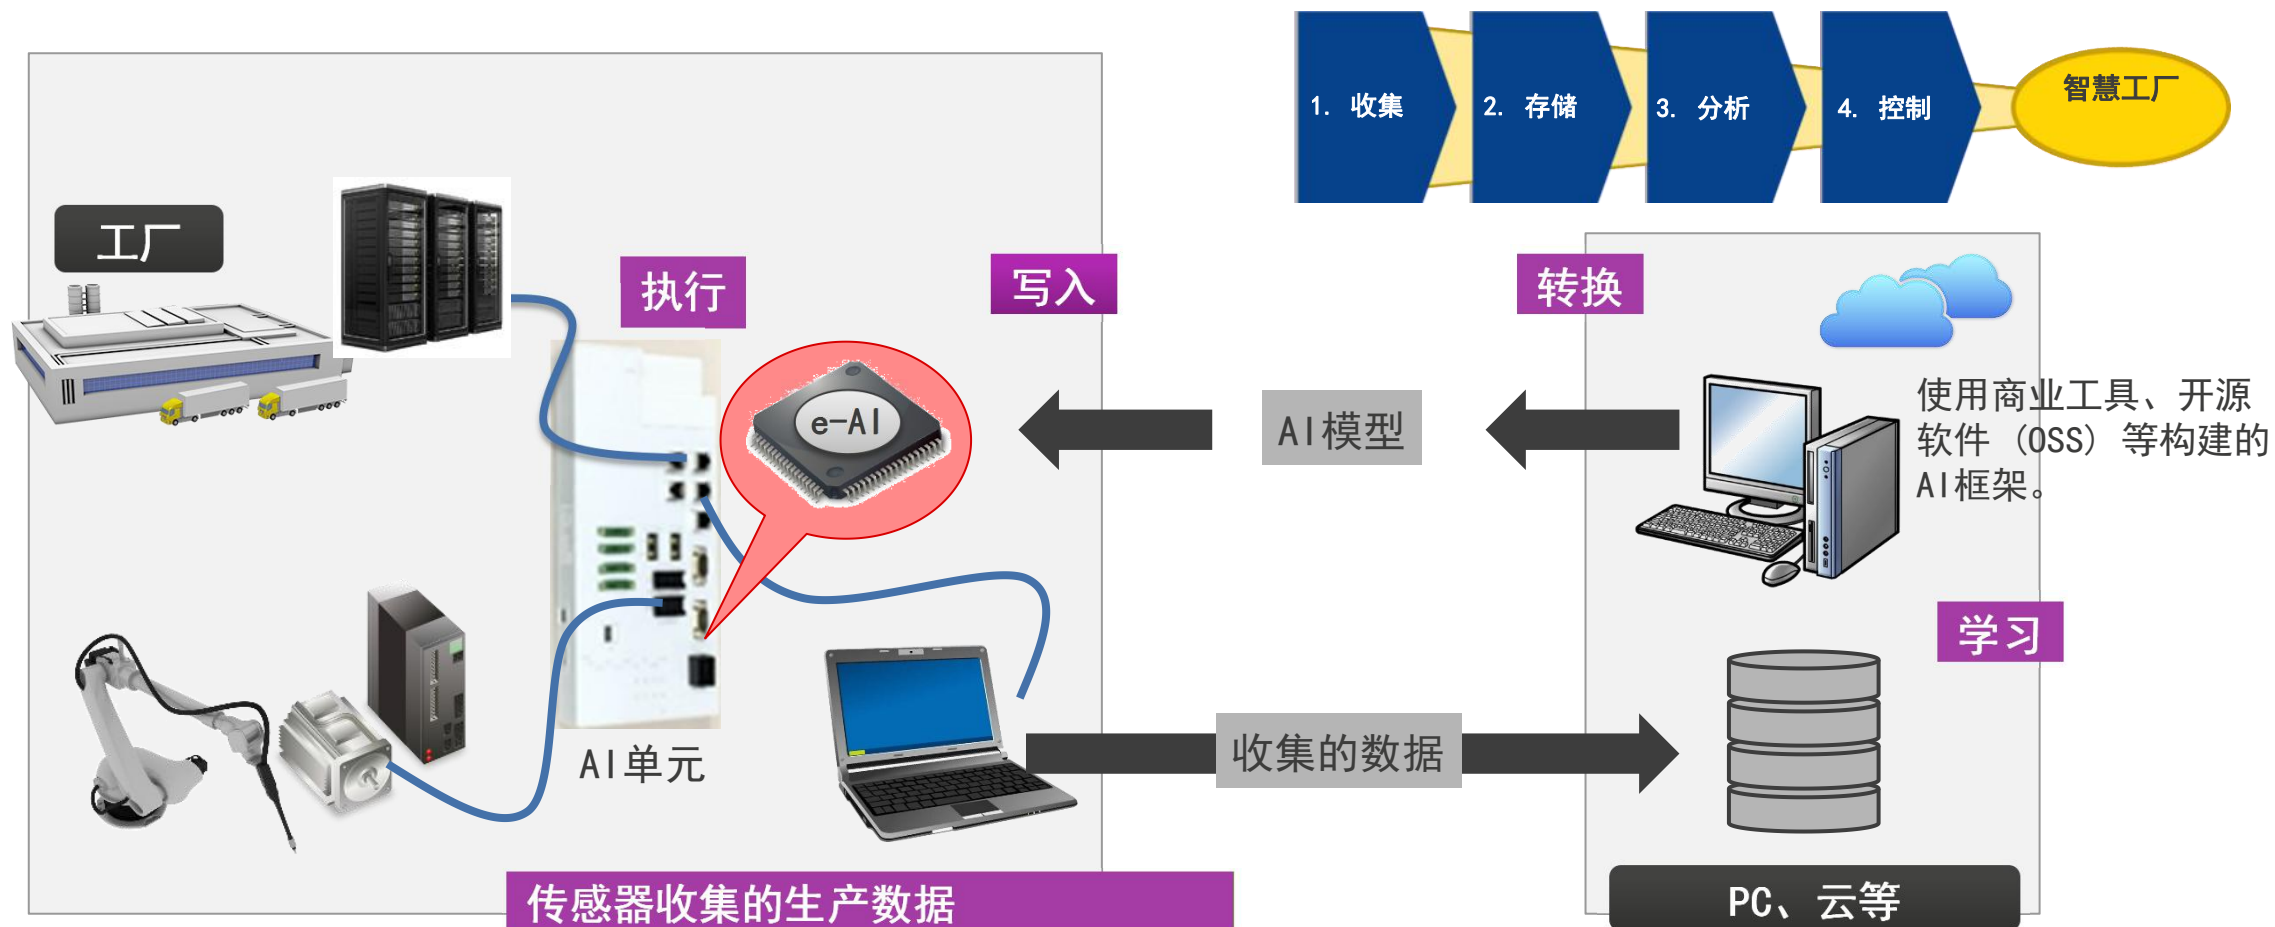 1. 收集
2. 存储
3. 分析
4. 控制
智慧工厂
工厂
执行
写入
转换
e-AI
AI模型
使用商业工具、开源
软件 (OSS) 等构建的
AI框架。
学习
AI单元
收集的数据
传感器收集的生产数据
PC、云等